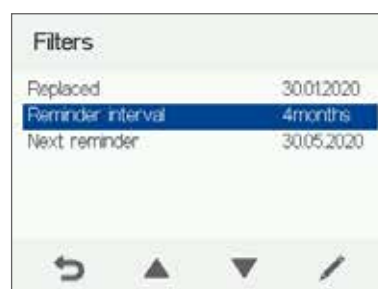 Filters
Replaced 30.01.2020
Reminder interval 4months
Next reminder 30.05.2020